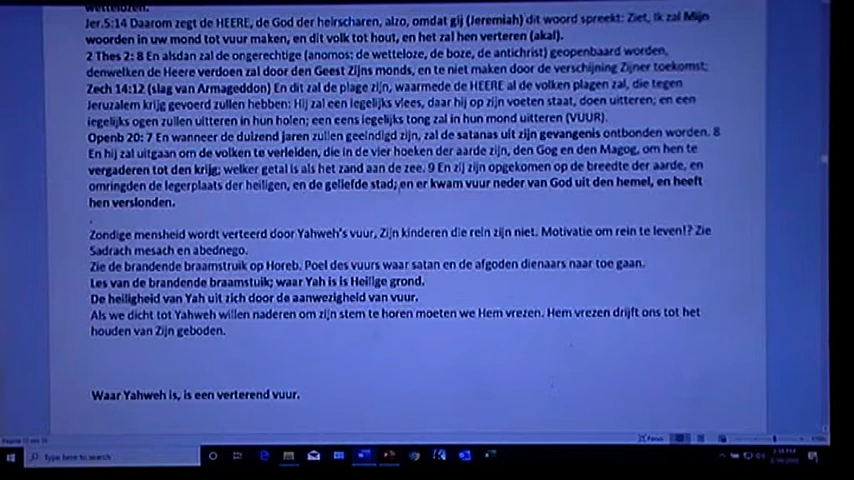 wettelozen.
Jer.5:14 Daarom zegt de HEERE, de God der heirscharen, alzo, omdat gij (Jeremiah) dit woord spreekt: Ziet, Ik zal Mijn
woorden in uw mond tot vuur maken, en dit volk tot hout, en het zal hen verteren (akal).
2 Thes 2: 8 En alsdan zal de ongerechtige (anomos; de wetteloze, de boze, de antichrist) geopenbaard worden,
denwelken de Heere verdoen zal door den Geest Zijns monds, en te niet maken door de verschijning Zijner toekomst;
Zech 14:12 (slag van Armageddon) En dit zal de plage zijn, waarmede de HEERE al de volken plagen zal, die tegen
Jeruzalem krijg gevoerd zullen hebben: Hij zal een iegelijks vlees, daar hij op zijn voeten staat, doen uitteren; en een
iegelijks ogen zullen uitteren in hun holen; een eens iegelijks tong zal in hun mond uitteren (VUUR).
Openb 20: 7 En wanneer de duizend jaren zullen geeindigd zijn, zal de satanas uit zijn gevangenis ontbonden worden. 8
En hij zal uitgaan om de volken te verleiden, die in de vier hoeken der aarde zijn, den Gog en den Magog, om hen te
vergaderen tot den krijg; welker getal is als het zand aan de zee. 9 En zij zijn opgekomen op de breedte der aarde, en
omringden de legerplaats der heiligen, en de geliefde stad; en er kwam vuur neder van God uit den hemel, en heeft
hen verslonden.
.
Zondige mensheid wordt verteerd door Yahweh's vuur, Zijn kinderen die rein zijn niet. Motivatie om rein te leven!? Zie
Sadrach mesach en abednego.
Zie de brandende braamstruik op Horeb. Poel des vuurs waar satan en de afgoden dienaars naar toe gaan.
Les van de brandende braamstuik; waar Yah is is Heilige grond.
De heiligheid van Yah uit zich door de aanwezigheid van vuur.
Als we dicht tot Yahweh willen naderen om zijn stem te horen moeten we Hem vrezen. Hem vrezen drijft ons tot het
houden van Zijn geboden.
Waar Yahweh is, is een verterend vuur.
Focus
Type here to search